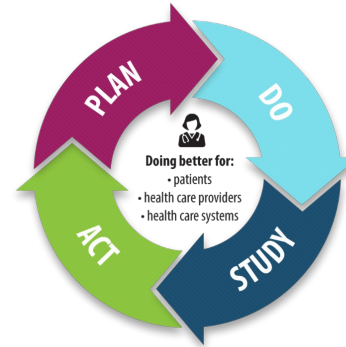 PLAN
DO
Doing better for:
• patients
• health care providers
• health care systems
ACT
STUDY